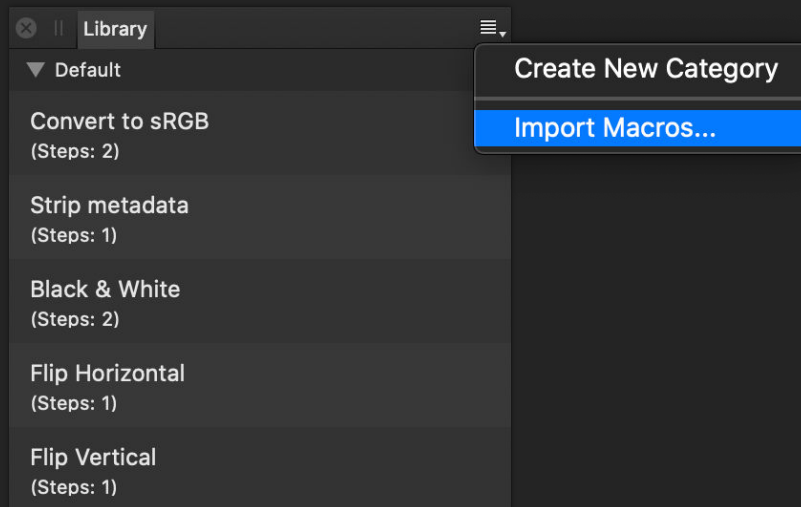 Library
Default
Convert to sRGB
(Steps: 2)
Strip metadata
(Steps: 1)
Black & White
(Steps: 2)
Flip Horizontal
(Steps: 1)
Flip Vertical
(Steps: 1)
Create New Category
Import Macros...